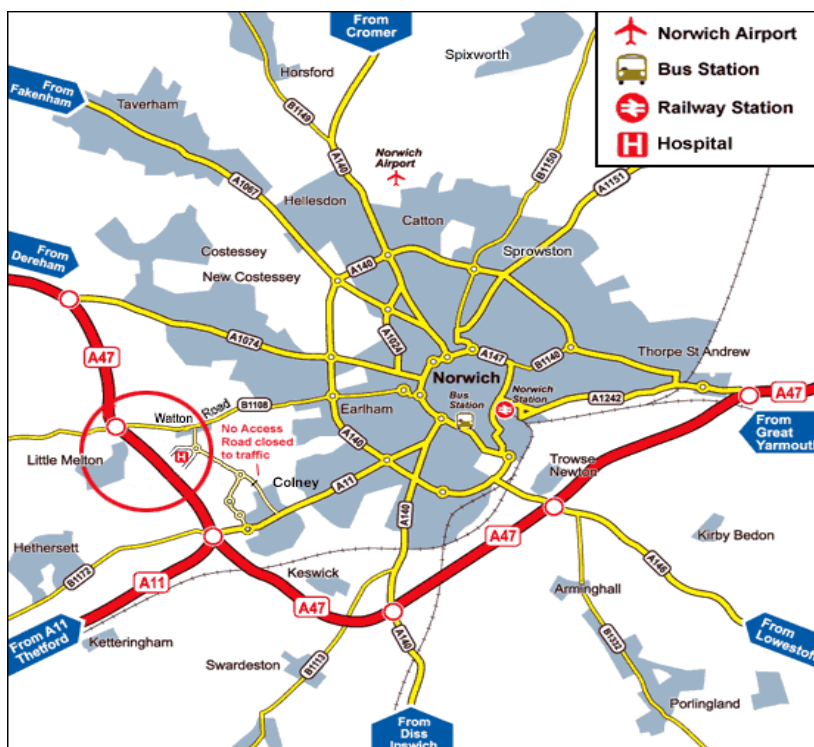 From
Cromer
Norwich Airport
Bus Station
Railway Station
Hospital
H
Spixworth
Horsford
From
Fakenham
Taverham
B1149
A140
Norwich
Airport
B1150
A1151
A1067
Hellesdon
Catton
Sprowston
From
Dereham
Costessey
New Costessey
A140
A1074
A1024
A147
B1140
Thorpe St Andrew
A47
Norwich
Norwich
Station
Bus
Station
A1242
A47
From
Great
Yarmouth
Watton
Road
B1108
Earlham
No Access
Road closed
to traffic
Little Melton
H
Colney
A140
A11
Trowse
Newton
A140
A47
Kirby Bedon
Hethersett
B1172
A11
Keswick
A47
A146
Arminghall
From A11
Thetford
Ketteringham
Swardeston
B1113
A140
B1332
From
Lowestoft
Porlingland
From
Diss
Ipswich